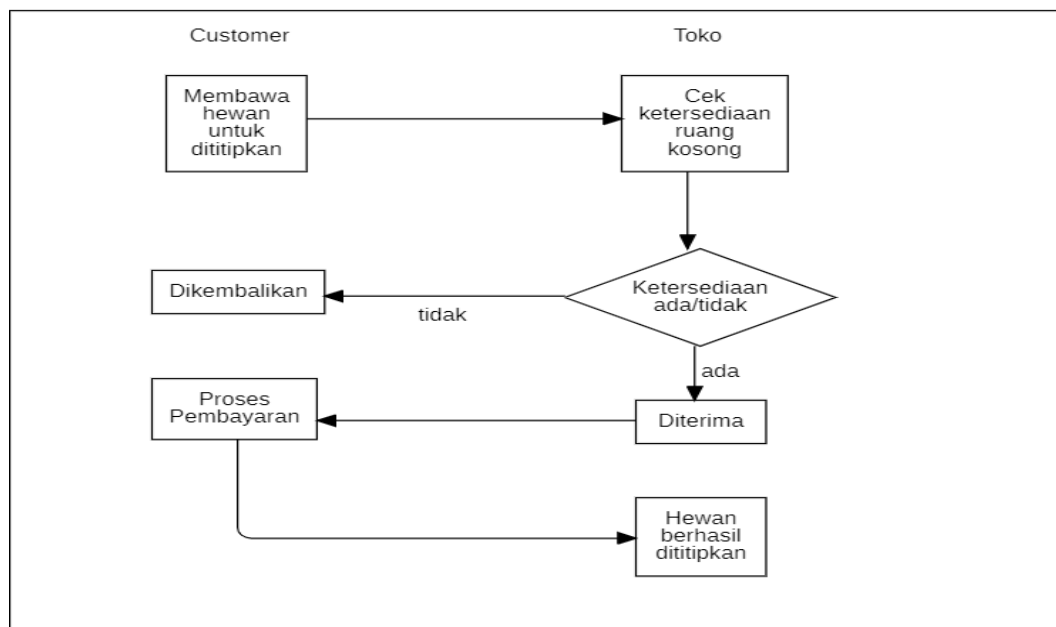 Customer
Toko
Membawa
hewan
untuk
dititipkan
Cek
ketersediaan
ruang
kosong
Ketersediaan
ada/tidak
tidak
Dikembalikan
ada
Diterima
Proses
Pembayaran
Hewan
berhasil
dititipkan